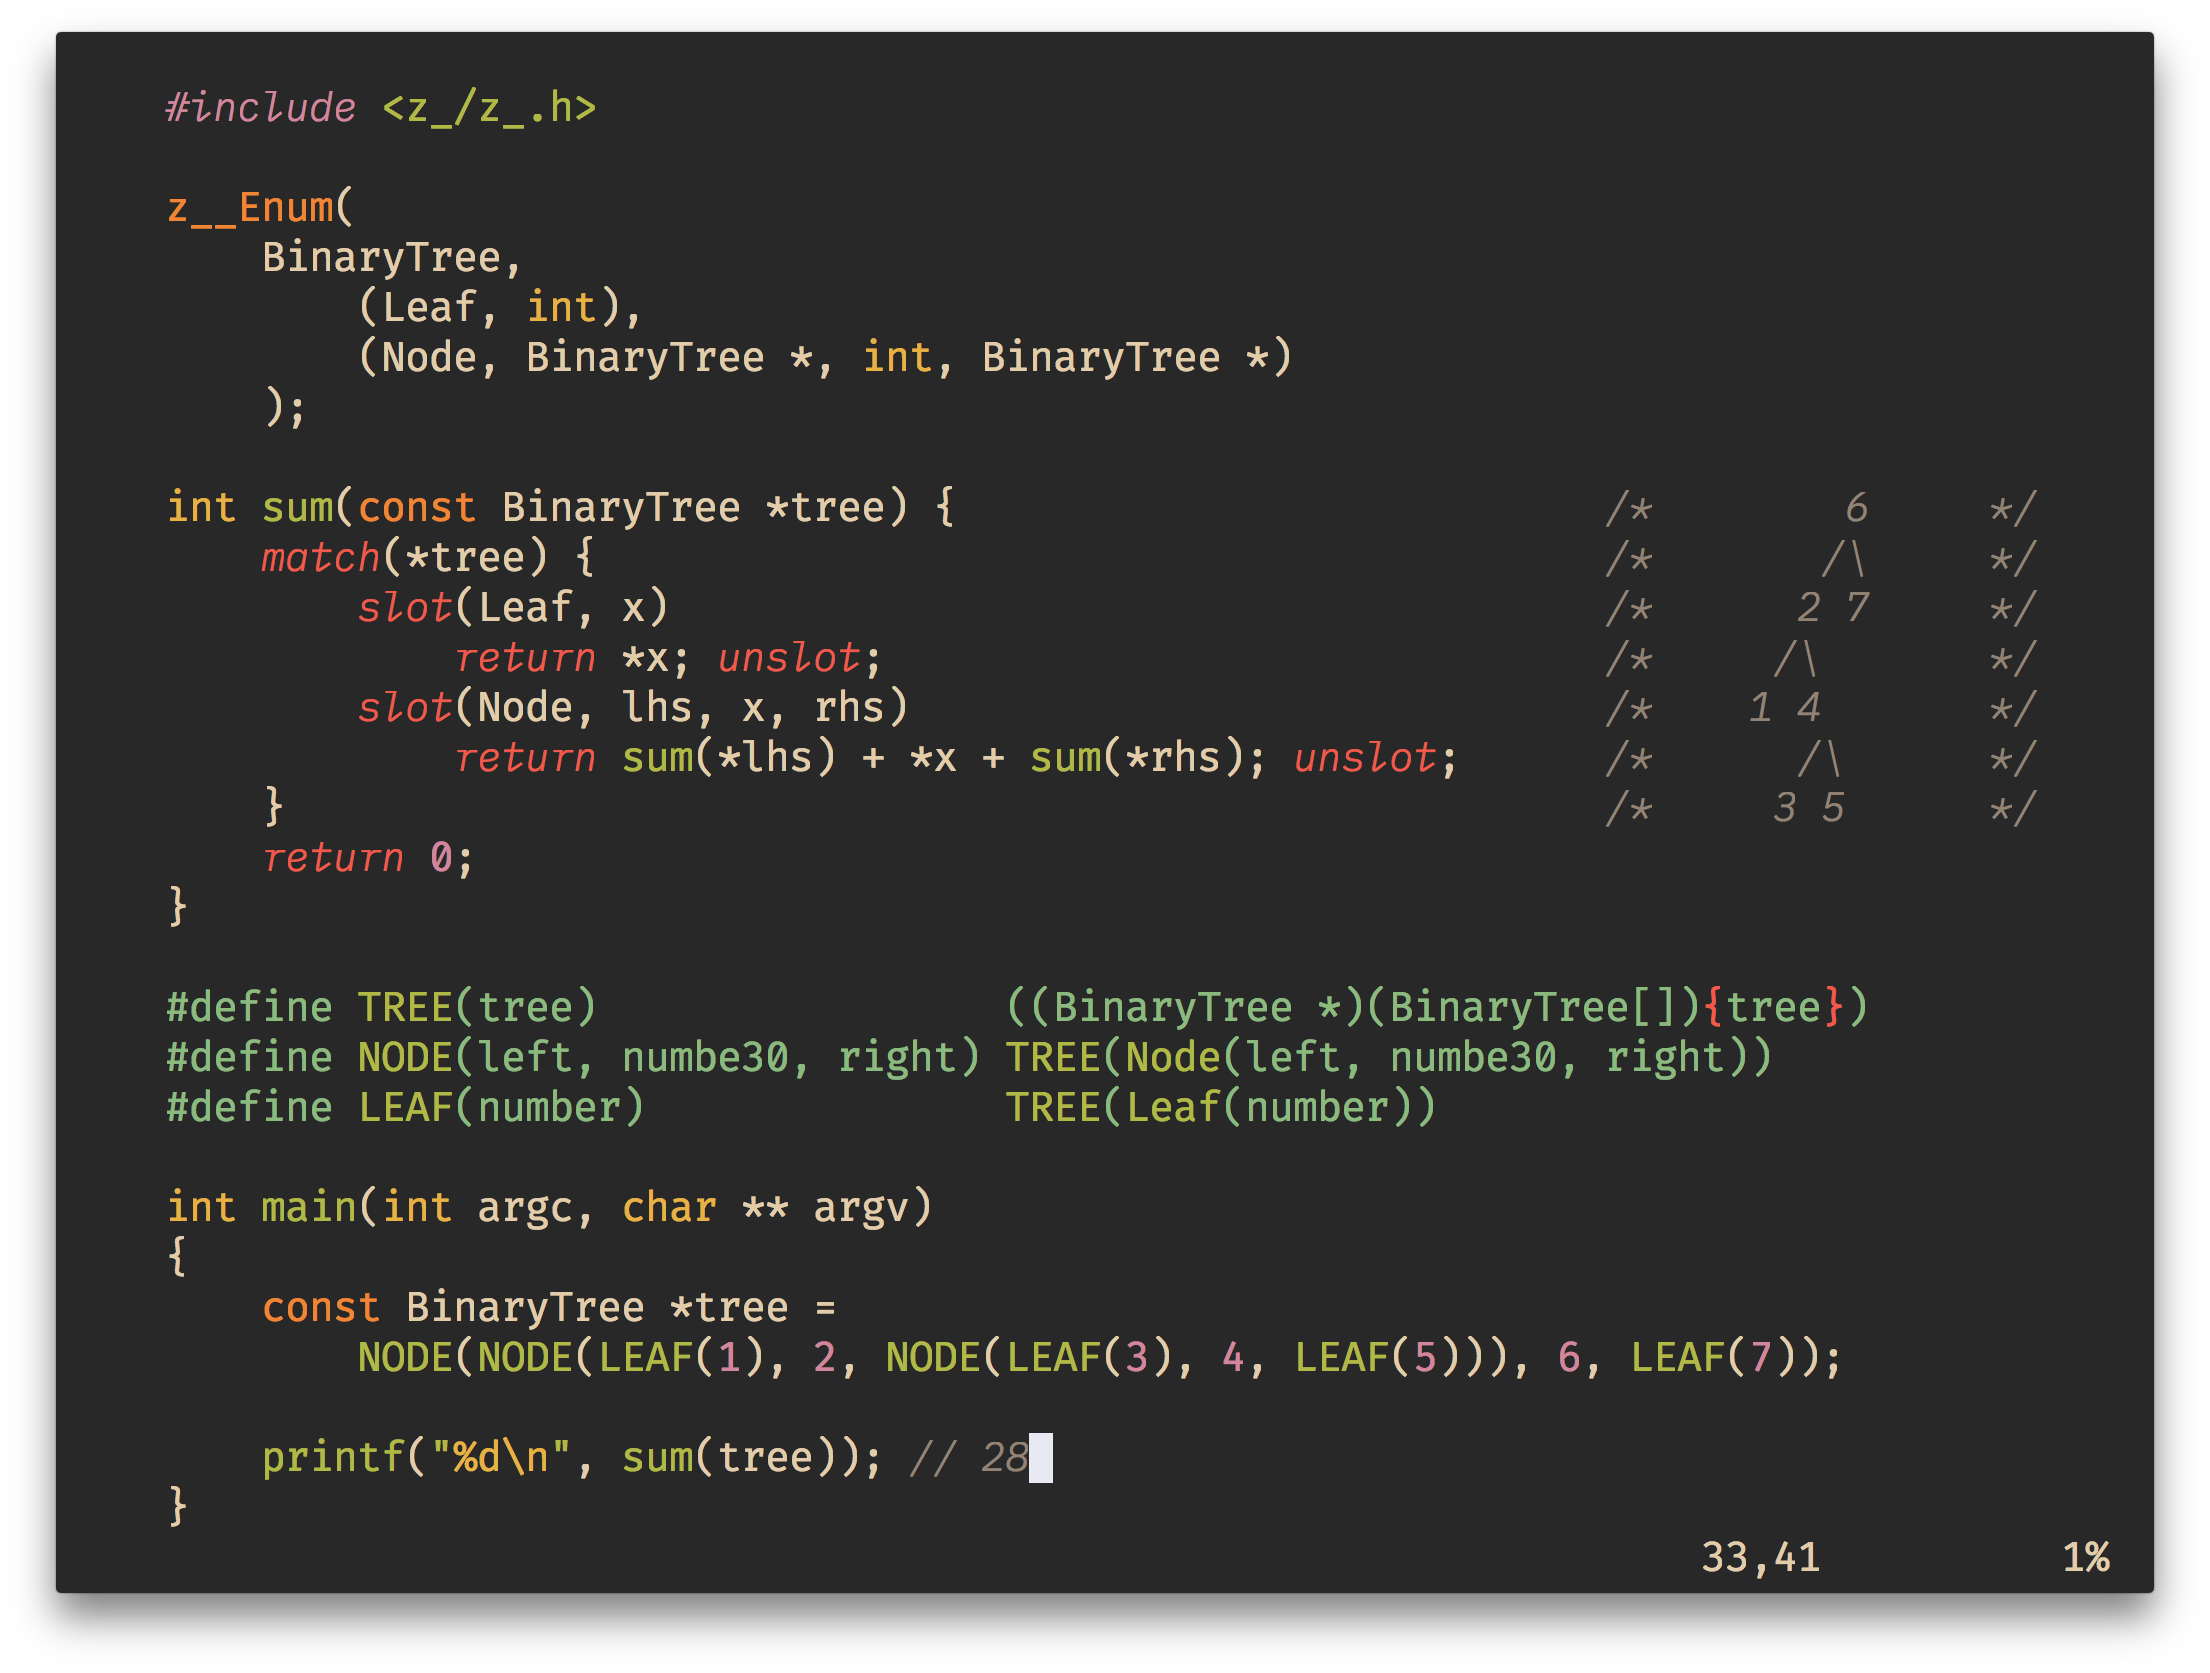 #include <z_/z_.h>

z__Enum(
    BinaryTree,
        (Leaf, int),
        (Node, BinaryTree *, int, BinaryTree *)
    );

int sum(const BinaryTree *tree) {                           /*        6     */
    match(*tree) {                                          /*       /\     */
        slot(Leaf, x)                                       /*      2 7     */
            return *x; unslot;                              /*     /\       */
        slot(Node, lhs, x, rhs)                             /*    1 4       */
            return sum(*lhs) + *x + sum(*rhs); unslot;      /*      /\      */
    }                                                       /*     3 5      */
    return 0;
}

#define TREE(tree)                 ((BinaryTree *)(BinaryTree[]){tree})
#define NODE(left, numbe30, right) TREE(Node(left, numbe30, right))
#define LEAF(number)               TREE(Leaf(number))

int main(int argc, char ** argv)
{
    const BinaryTree *tree =
        NODE(NODE(LEAF(1), 2, NODE(LEAF(3), 4, LEAF(5))), 6, LEAF(7));

    printf("%d\n", sum(tree)); // 28
}
33,41          1%